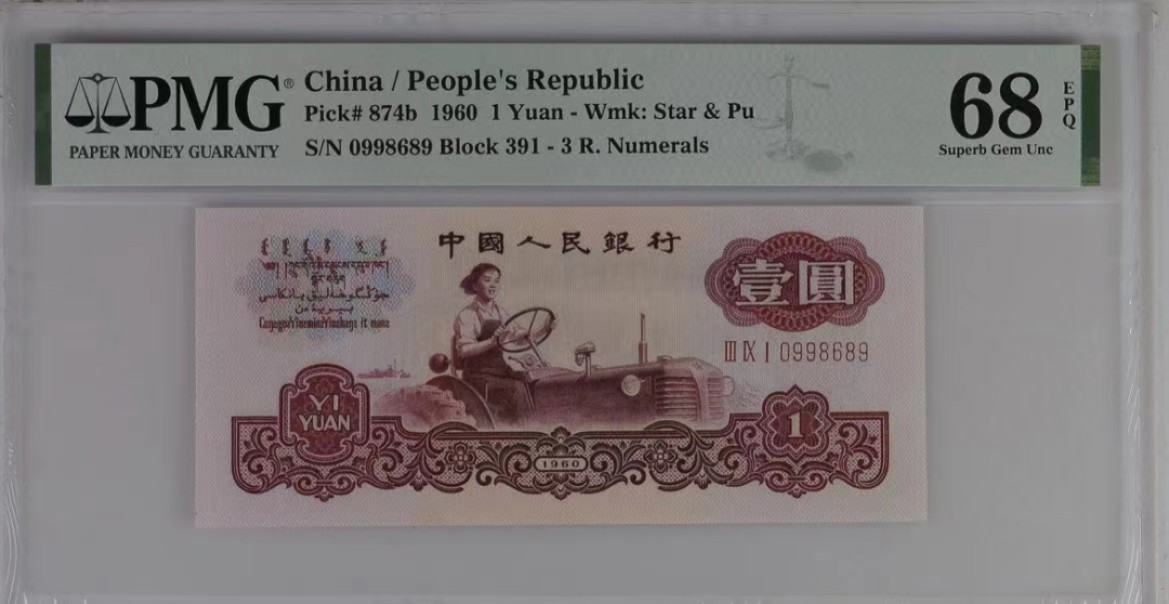 PMG®
PAPER MONEY GUARANTY
China / People's Republic
Pick# 874b 1960 1 Yuan - Wmk: Star & Pu
S/N 0998689 Block 391 - 3 R. Numerals
68
EPQ
Superb Gem Unc
中國人民銀行
壹圓
III IX I 0998689
YI
YUAN
1960
1